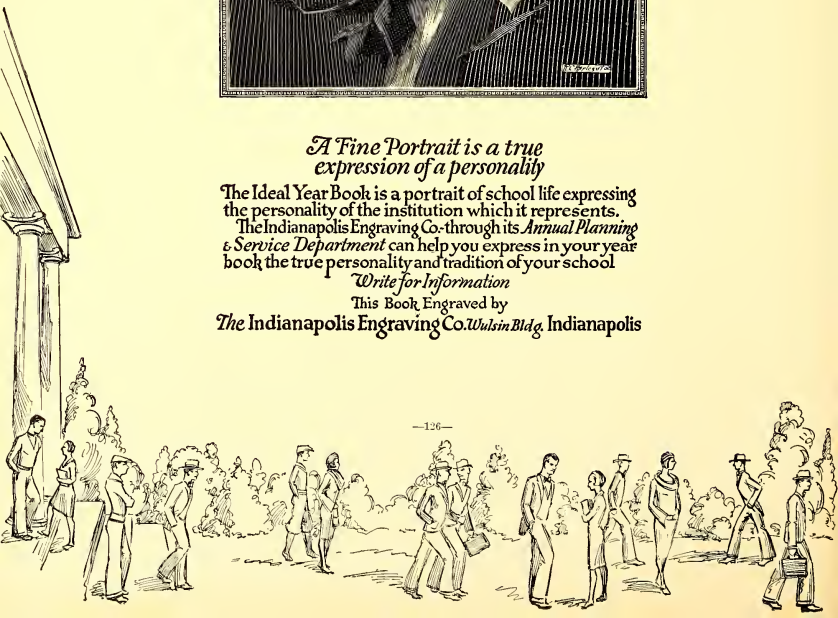 A Fine Portrait is a true
expression of a personality
The Ideal Year Book is a portrait of school life expressing
the personality of the institution which it represents.
The Indianapolis Engraving Co.-through its Annual Planning
& Service Department can help you express in your year
book the true personality and tradition of your school
Write for Information
This Book Engraved by
The Indianapolis Engraving Co. Wulsin Bldg. Indianapolis
—126—